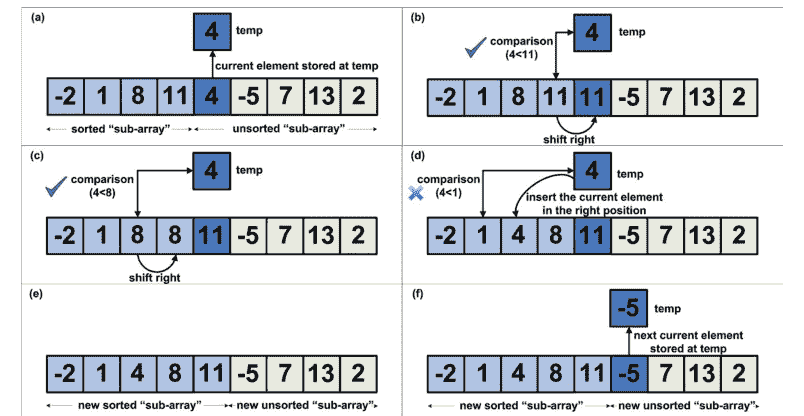 (a)
4 temp
current element stored at temp
-2 1 8 11 4 -5 7 13 2
sorted “sub-array” unsorted “sub-array”
(b)
4 temp
comparison
(4<11)
-2 1 8 11 11 -5 7 13 2
shift right
(c)
4 temp
comparison
(4<8)
-2 1 8 8 11 -5 7 13 2
shift right
(d)
4 temp
comparison
(4<1)
insert the current element
in the right position
-2 1 4 8 11 -5 7 13 2
(e)
-2 1 4 8 11 -5 7 13 2
new sorted “sub-array” new unsorted “sub-array”
(f)
-5 temp
next current element
stored at temp
-2 1 4 8 11 -5 7 13 2
new sorted “sub-array” new unsorted “sub-array”